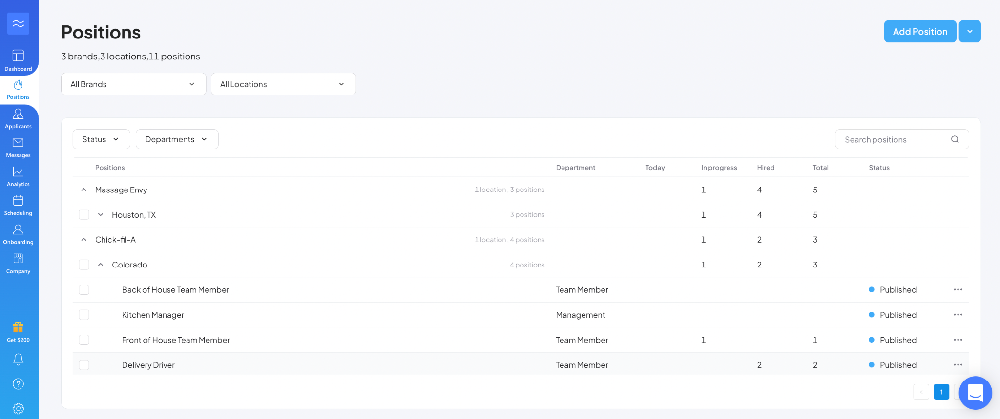 Positions
Add Position
3 brands,3 locations,11 positions
All Brands
All Locations
Dashboard
Positions
Applicants
Messages
Analytics
Scheduling
Onboarding
Company
Get $200
Status
Departments
Search positions
Positions Department Today In progress Hired Total Status
Massage Envy 1 location , 3 positions 1 4 5
Houston, TX 3 positions 1 4 5
Chick-fil-A 1 location , 4 positions 1 2 3
Colorado 4 positions 1 2 3
Back of House Team Member Team Member Published
Kitchen Manager Management Published
Front of House Team Member Team Member 1 1 Published
Delivery Driver Team Member 2 2 Published
1